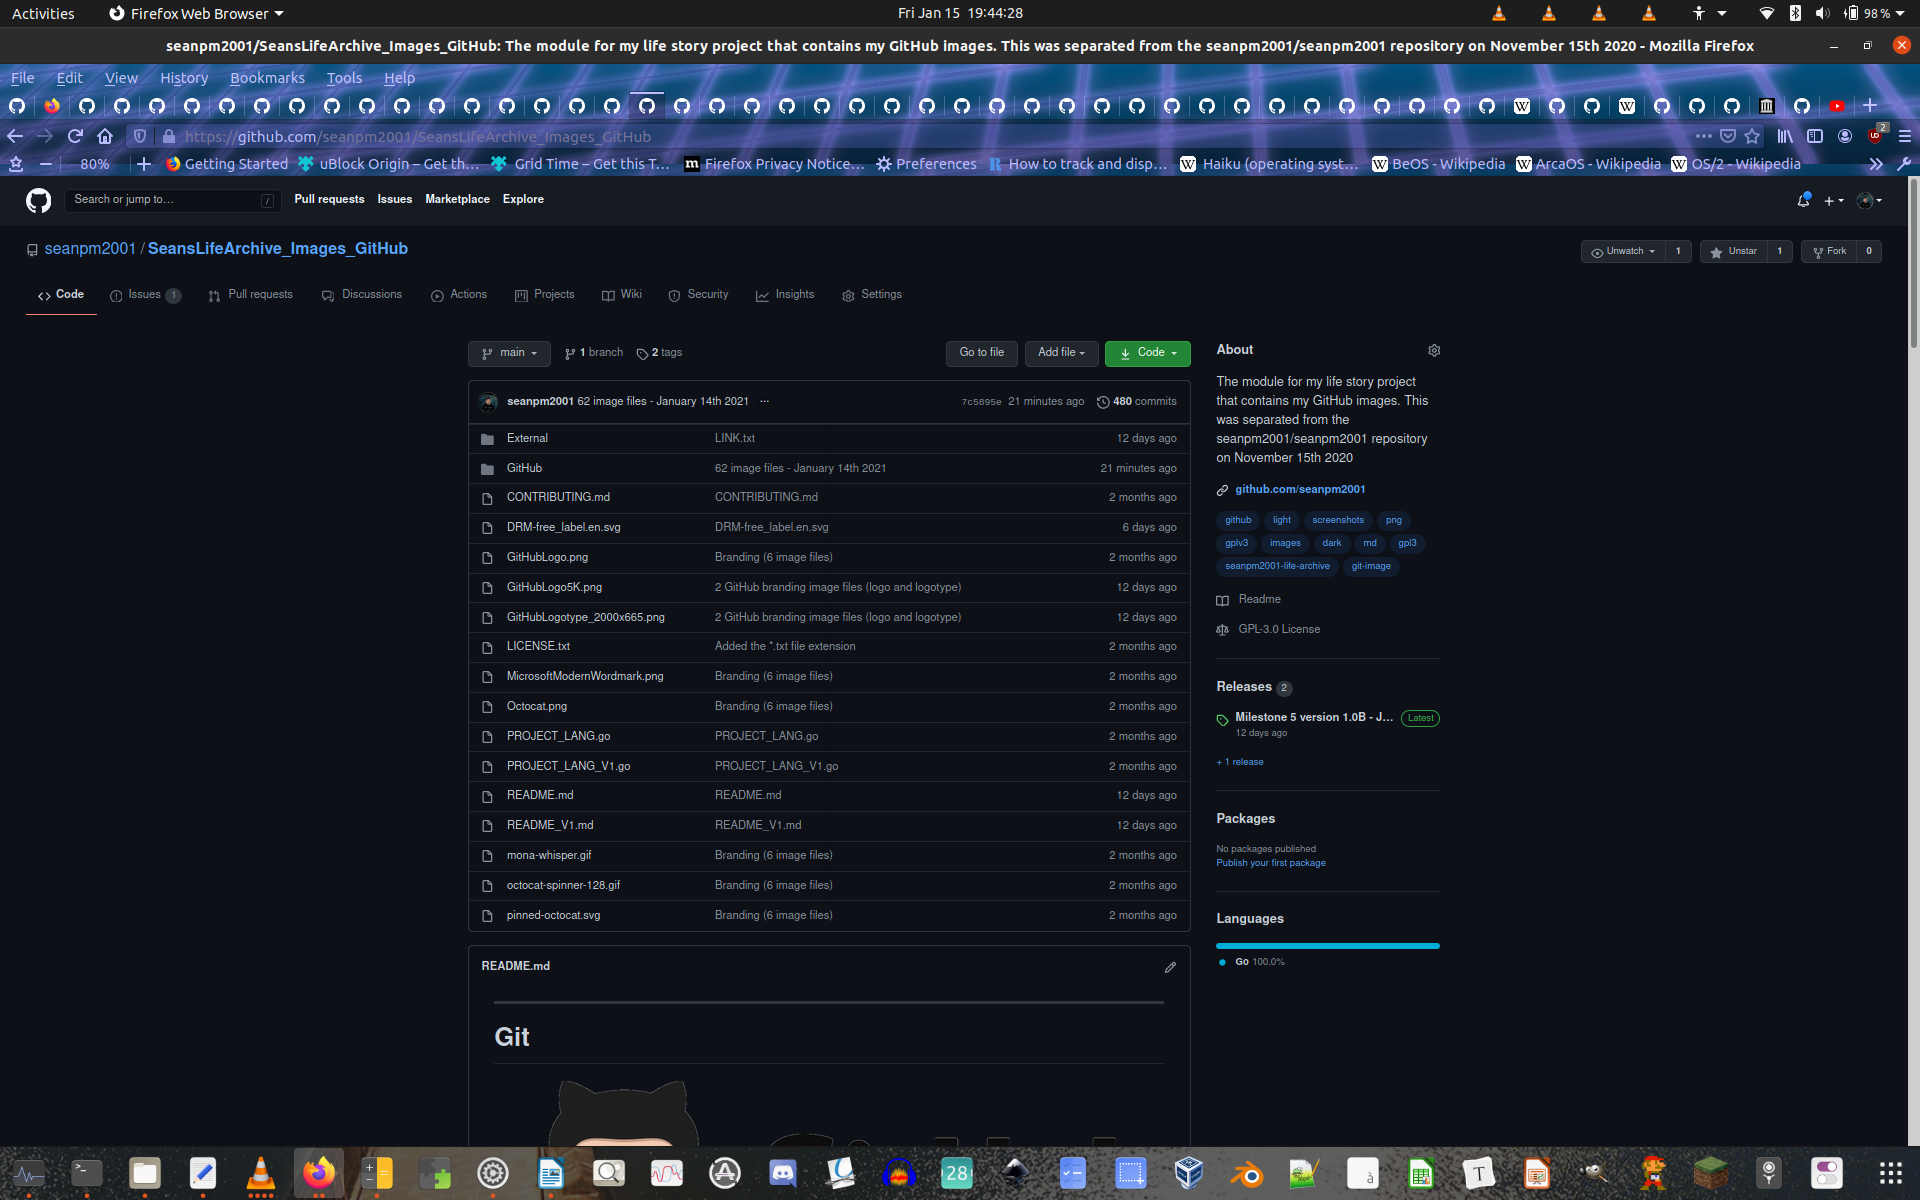 Activities
Firefox Web Browser
Fri Jan 15 19:44:28
98 %
seanpm2001/SeansLifeArchive_Images_GitHub: The module for my life story project that contains my GitHub images. This was separated from the seanpm2001/seanpm2001 repository on November 15th 2020 - Mozilla Firefox
File Edit View History Bookmarks Tools Help
https://github.com/seanpm2001/SeansLifeArchive_Images_GitHub
2
80%
Getting Started
uBlock Origin – Get th…
Grid Time – Get this T…
Firefox Privacy Notice…
Preferences
How to track and disp…
Haiku (operating syst…
BeOS - Wikipedia
ArcaOS - Wikipedia
OS/2 - Wikipedia
Search or jump to…
/
Pull requests Issues Marketplace Explore
seanpm2001 / SeansLifeArchive_Images_GitHub
Unwatch 1
Unstar 1
Fork 0
Code
Issues 1
Pull requests
Discussions
Actions
Projects
Wiki
Security
Insights
Settings
main
1 branch
2 tags
Go to file
Add file
Code
seanpm2001 62 image files - January 14th 2021 ...
7c5895e 21 minutes ago
480 commits
External LINK.txt 12 days ago
GitHub 62 image files - January 14th 2021 21 minutes ago
CONTRIBUTING.md CONTRIBUTING.md 2 months ago
DRM-free_label.en.svg DRM-free_label.en.svg 6 days ago
GitHubLogo.png Branding (6 image files) 2 months ago
GitHubLogo5K.png 2 GitHub branding image files (logo and logotype) 12 days ago
GitHubLogotype_2000x665.png 2 GitHub branding image files (logo and logotype) 12 days ago
LICENSE.txt Added the *.txt file extension 2 months ago
MicrosoftModernWordmark.png Branding (6 image files) 2 months ago
Octocat.png Branding (6 image files) 2 months ago
PROJECT_LANG.go PROJECT_LANG.go 2 months ago
PROJECT_LANG_V1.go PROJECT_LANG_V1.go 2 months ago
README.md README.md 12 days ago
README_V1.md README_V1.md 12 days ago
mona-whisper.gif Branding (6 image files) 2 months ago
octocat-spinner-128.gif Branding (6 image files) 2 months ago
pinned-octocat.svg Branding (6 image files) 2 months ago
README.md
Git
About
The module for my life story project
that contains my GitHub images. This
was separated from the
seanpm2001/seanpm2001 repository
on November 15th 2020
github.com/seanpm2001
github light screenshots png
gplv3 images dark md gpl3
seanpm2001-life-archive git-image
Readme
GPL-3.0 License
Releases 2
Milestone 5 version 1.0B - J… Latest
12 days ago
+ 1 release
Packages
No packages published
Publish your first package
Languages
Go 100.0%
28